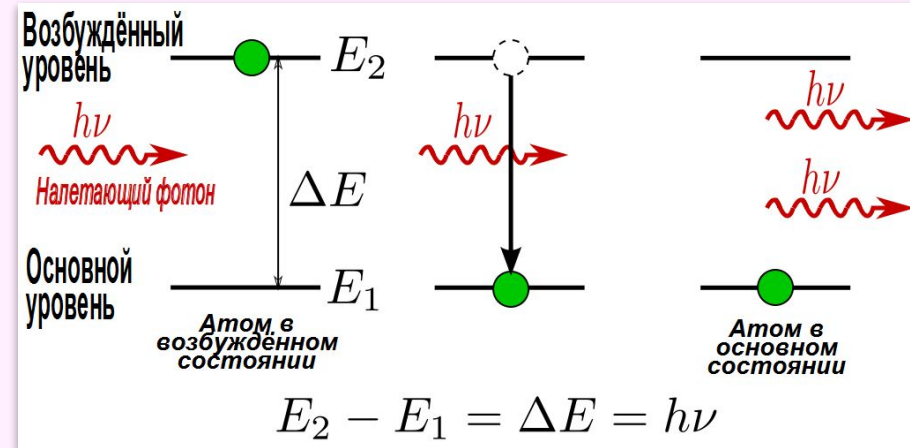 Возбуждённый
уровень
E₂
hν
hν
hν
Налетающий фотон
ΔE
hν
Основной
уровень
E₁
Атом в
возбуждённом
состоянии
Атом в
основном
состоянии
E₂ − E₁ = ΔE = hν